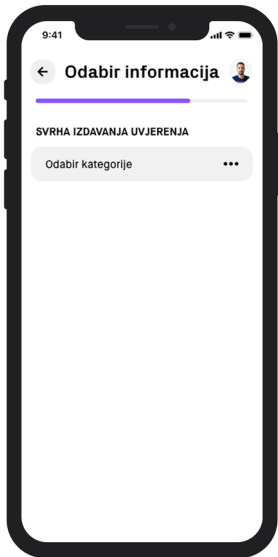 9:41
Odabir informacija
SVRHA IZDAVANJA UVJERENJA
Odabir kategorije